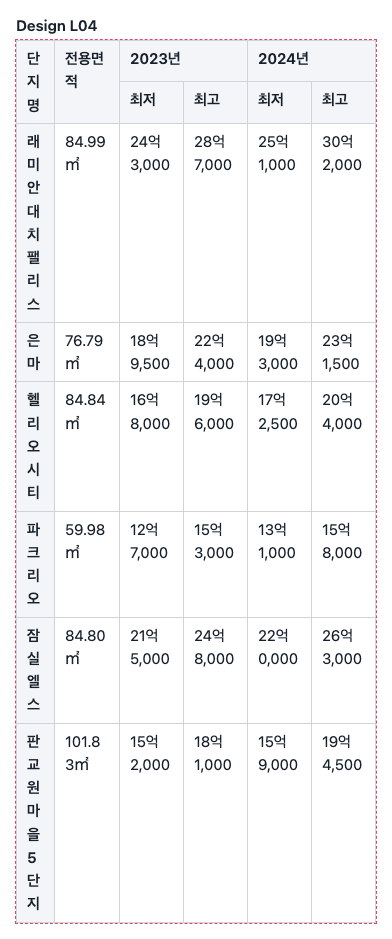 Design L04
단지명 전용면적 2023년 2024년
최저 최고 최저 최고
래미안대치팰리스 84.99㎡ 24억 3,000 28억 7,000 25억 1,000 30억 2,000
은마 76.79㎡ 18억 9,500 22억 4,000 19억 3,000 23억 1,500
헬리오시티 84.84㎡ 16억 8,000 19억 6,000 17억 2,500 20억 4,000
파크리오 59.98㎡ 12억 7,000 15억 3,000 13억 1,000 15억 8,000
잠실엘스 84.80㎡ 21억 5,000 24억 8,000 22억 0,000 26억 3,000
판교원마을5단지 101.83㎡ 15억 2,000 18억 1,000 15억 9,000 19억 4,500